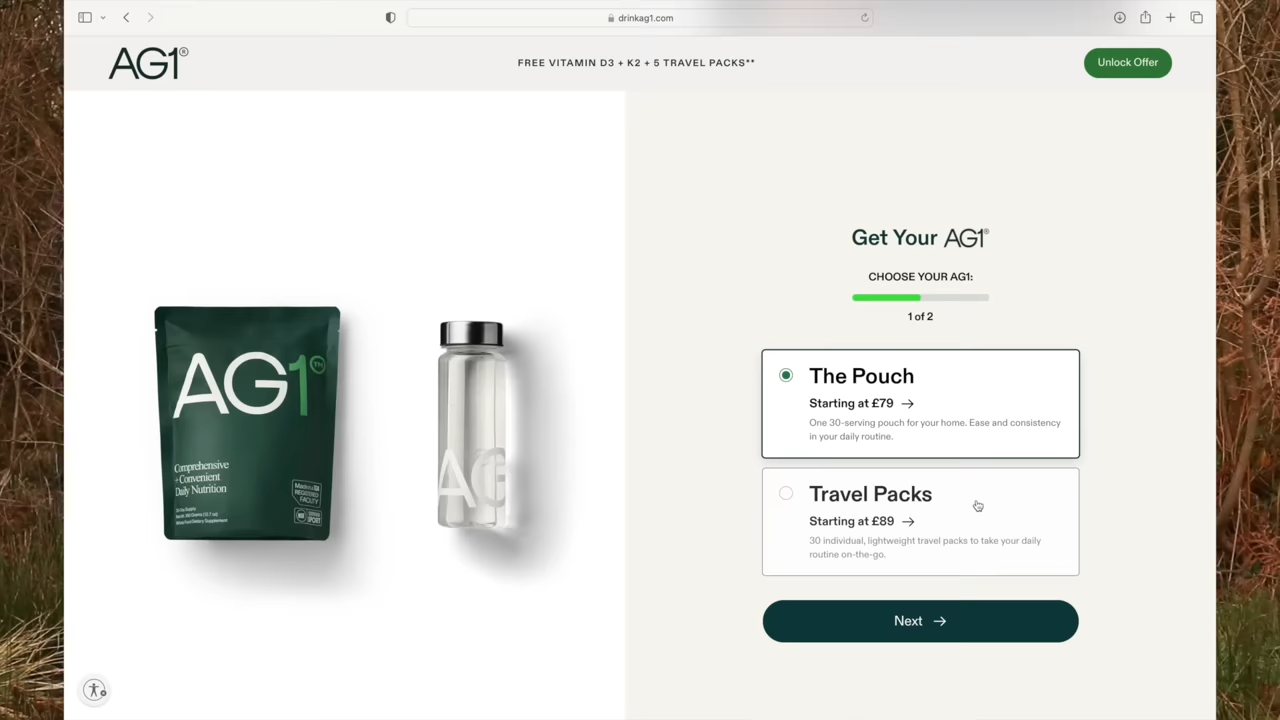 drinkag1.com
AG1®
FREE VITAMIN D3 + K2 + 5 TRAVEL PACKS**
Unlock Offer
AG1
Comprehensive
+ Convenient
Daily Nutrition
AG
Get Your AG1®
CHOOSE YOUR AG1:
1 of 2
The Pouch
Starting at £79 →
One 30-serving pouch for your home. Ease and consistency
in your daily routine.
Travel Packs
Starting at £89 →
30 individual, lightweight travel packs to take your daily
routine on-the-go.
Next →